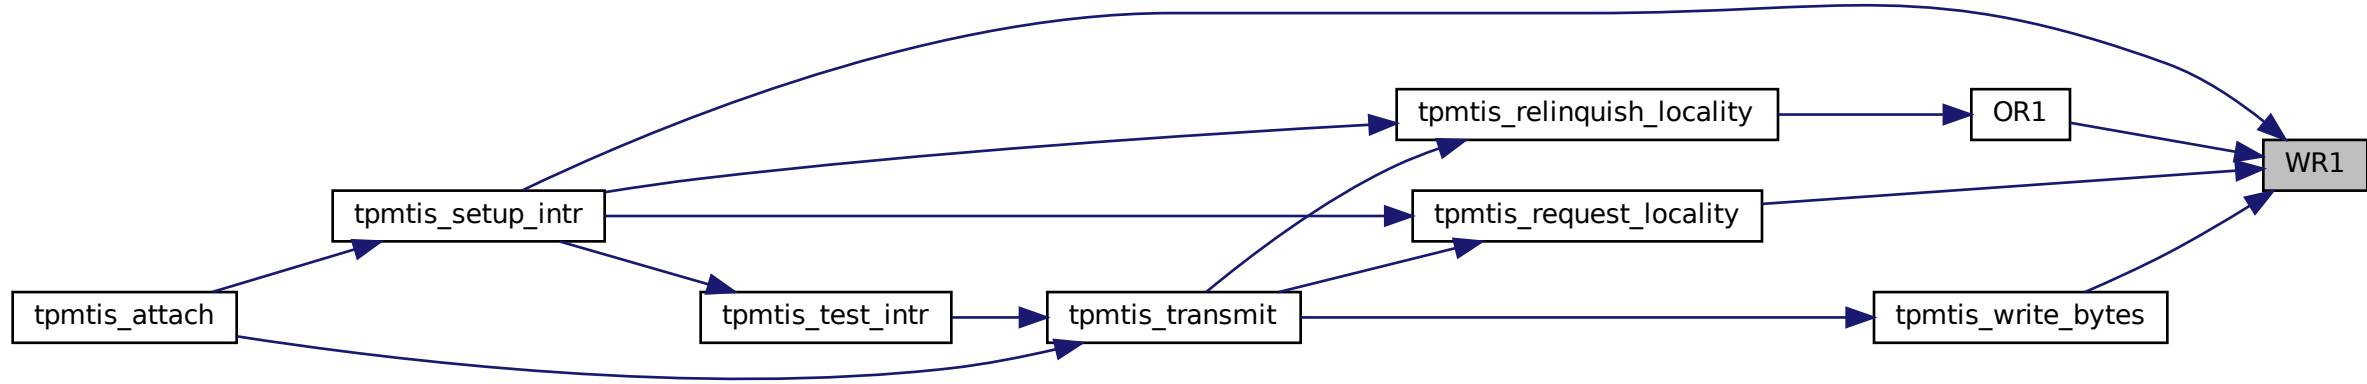 tpmtis_relinquish_locality
OR1
WR1
tpmtis_setup_intr
tpmtis_request_locality
tpmtis_attach
tpmtis_test_intr
tpmtis_transmit
tpmtis_write_bytes